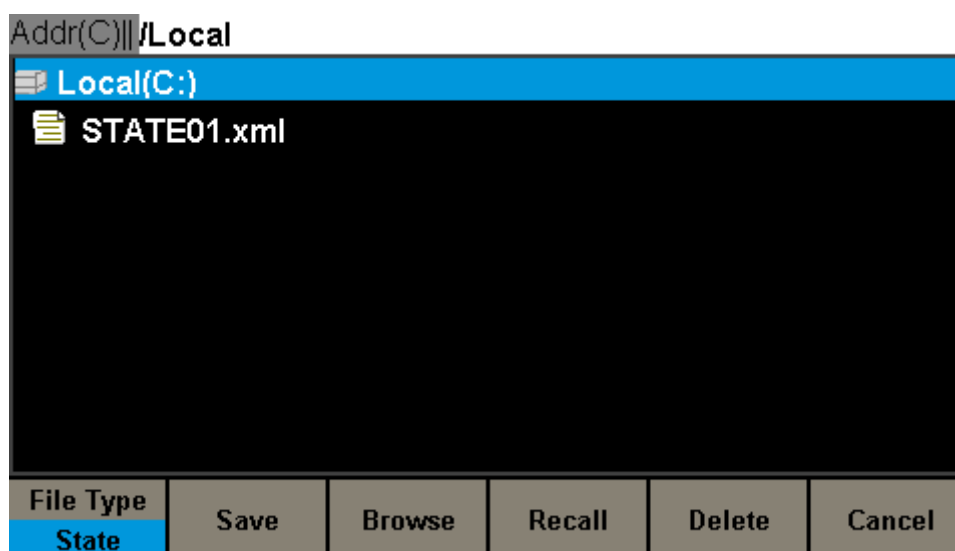 Addr(C)|| /Local
Local(C:)
STATE01.xml
File Type
State
Save
Browse
Recall
Delete
Cancel